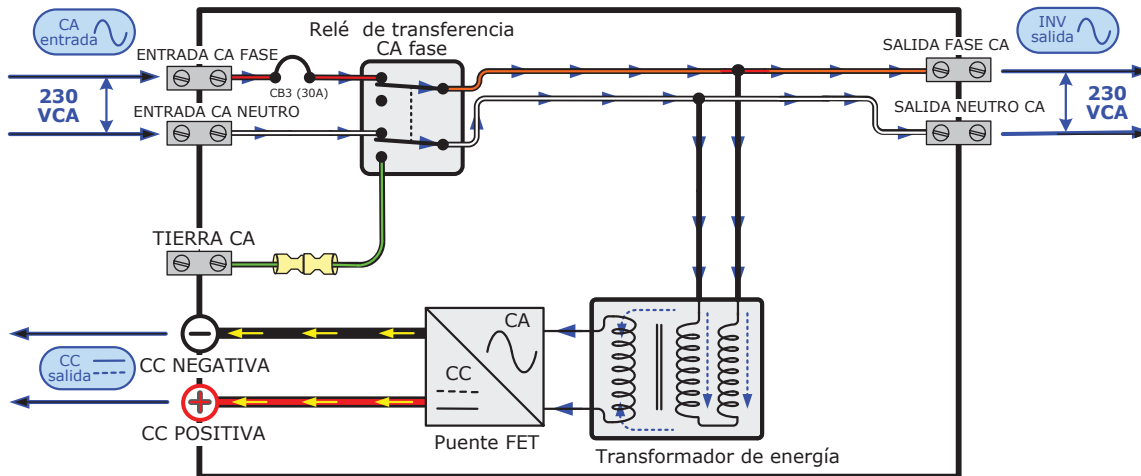 CA
entrada
Relé de transferencia
CA fase
INV
salida
ENTRADA CA FASE
SALIDA FASE CA
CB3 (30A)
230
VCA
ENTRADA CA NEUTRO
SALIDA NEUTRO CA
230
VCA
TIERRA CA
CC NEGATIVA
CA
CC
CC
salida
CC POSITIVA
Puente FET
Transformador de energía